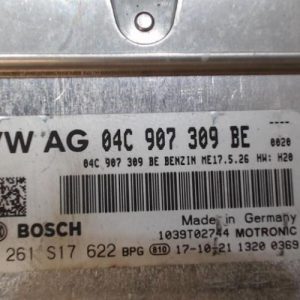 VW AG 04C 907 309 BE 0020
04C 907 309 BE BENZIN ME17.5.26 HW: H20
BOSCH
Made in Germany
1039T02744 MOTRONIC
261 S17 622 BPG 810 17-10-21 1320 0369